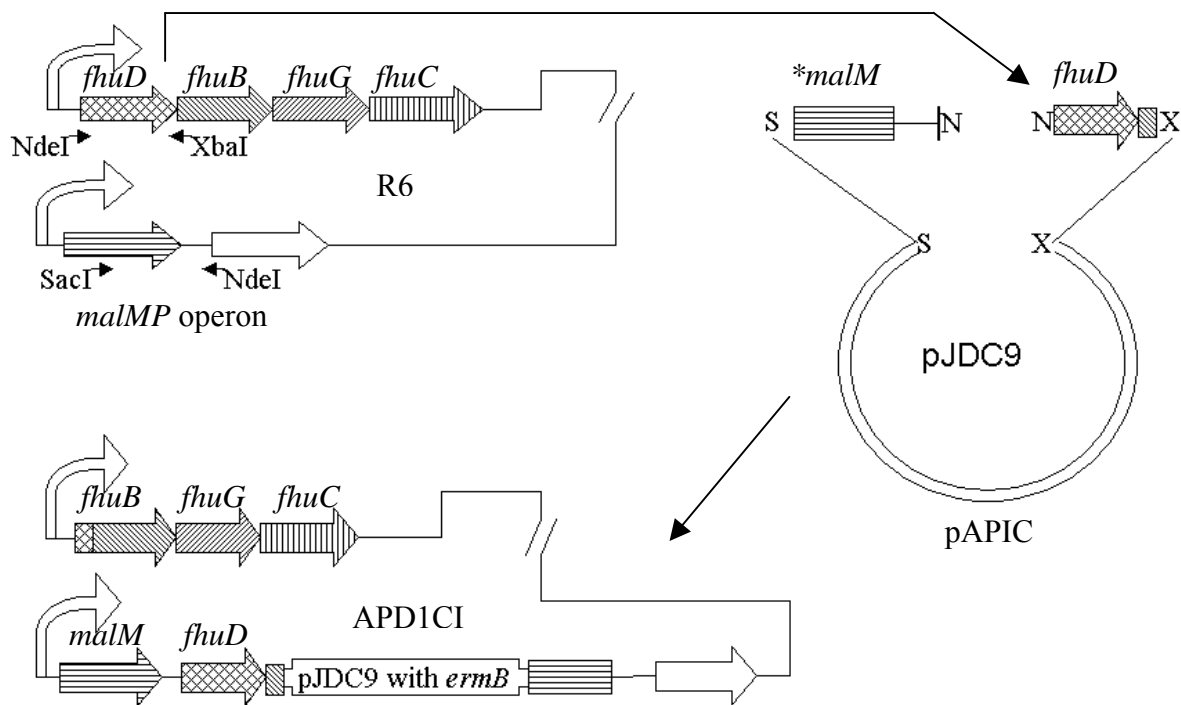 fhuD fhuB fhuG fhuC
NdeI XbaI
R6
SacI NdeI
malMP operon
*malM fhuD
S N N X
S X
pJDC9
pAPIC
fhuB fhuG fhuC
APD1CI
malM fhuD
pJDC9 with ermB